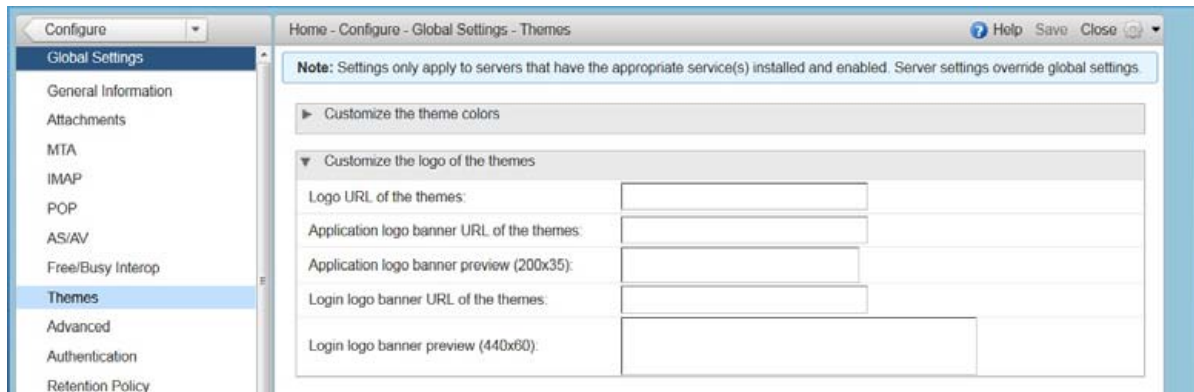 Configure
Home - Configure - Global Settings - Themes
Help Save Close
Global Settings
General Information
Attachments
MTA
IMAP
POP
AS/AV
Free/Busy Interop
Themes
Advanced
Authentication
Retention Policy
Note: Settings only apply to servers that have the appropriate service(s) installed and enabled. Server settings override global settings.
Customize the theme colors
Customize the logo of the themes
Logo URL of the themes:
Application logo banner URL of the themes:
Application logo banner preview (200x35):
Login logo banner URL of the themes:
Login logo banner preview (440x60):